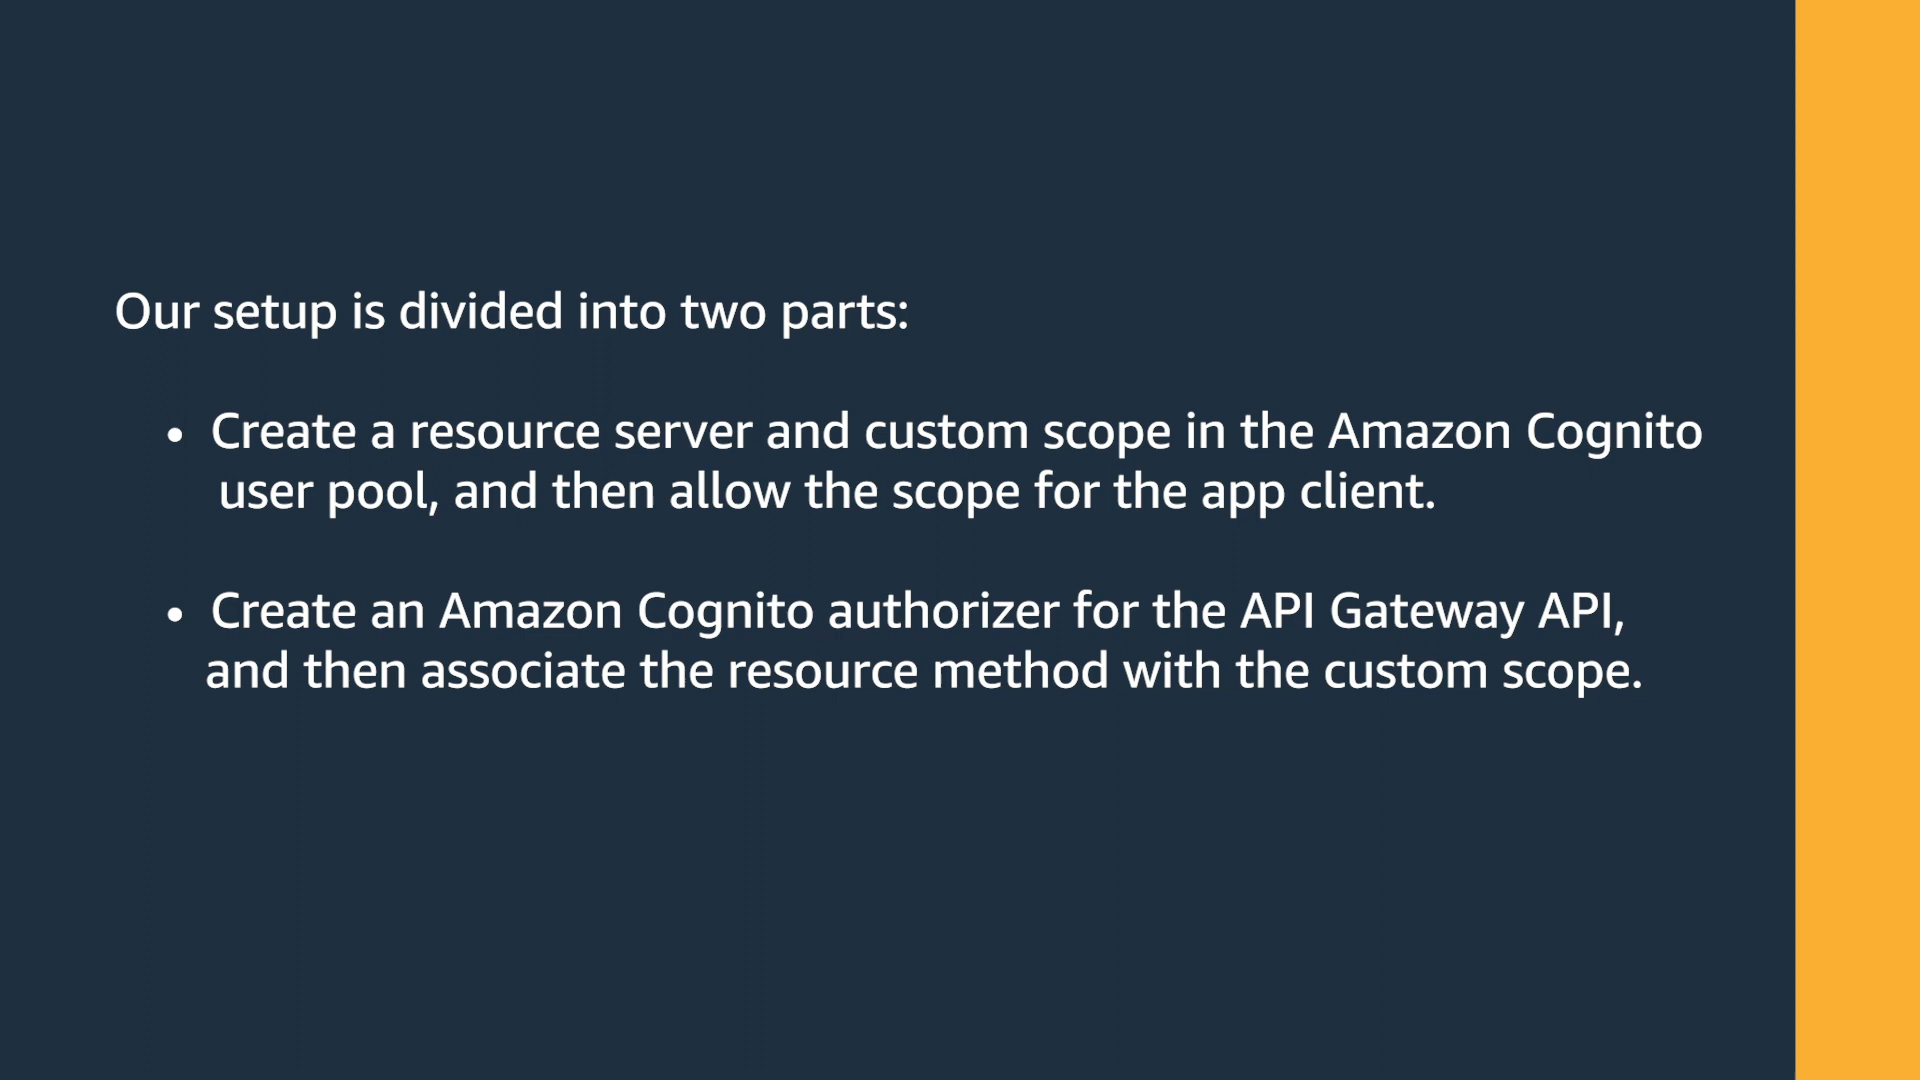 Our setup is divided into two parts:
• Create a resource server and custom scope in the Amazon Cognito
user pool, and then allow the scope for the app client.
• Create an Amazon Cognito authorizer for the API Gateway API,
and then associate the resource method with the custom scope.